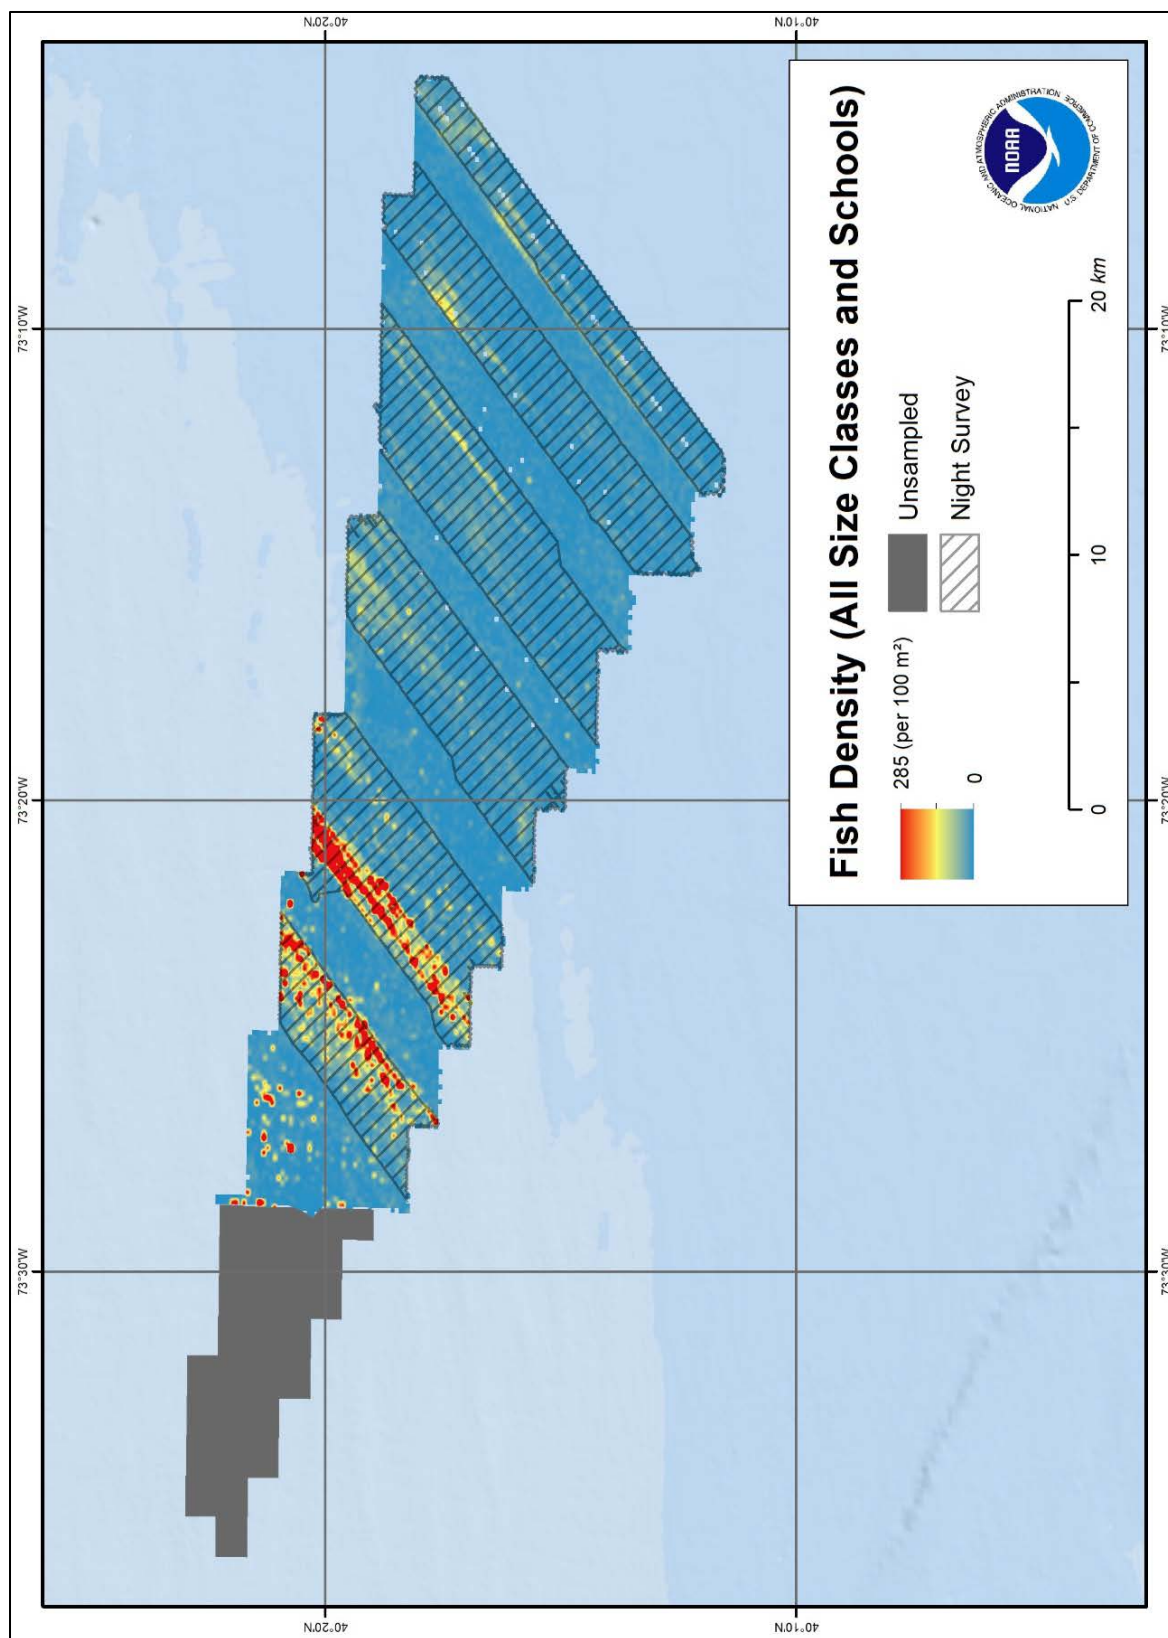 73°30'W
73°20'W
73°10'W
40°20'N
40°20'N
40°10'N
40°10'N
Fish Density (All Size Classes and Schools)
285 (per 100 m²)
0
Unsampled
Night Survey
0
10
20 km
NATIONAL OCEANIC AND ATMOSPHERIC ADMINISTRATION
NOAA
U.S. DEPARTMENT OF COMMERCE
73°30'W
73°20'W
73°10'W